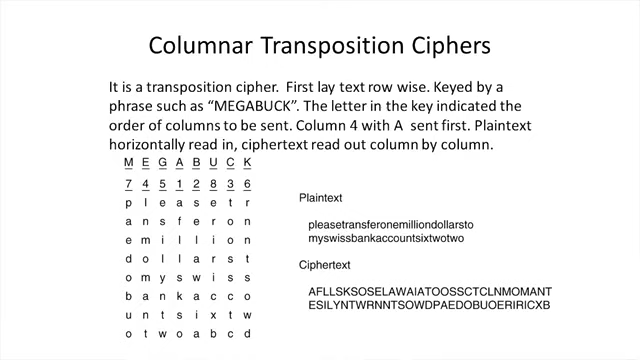 Columnar Transposition Ciphers
It is a transposition cipher. First lay text row wise. Keyed by a
phrase such as “MEGABUCK”. The letter in the key indicated the
order of columns to be sent. Column 4 with A sent first. Plaintext
horizontally read in, ciphertext read out column by column.
M E G A B U C K
7 4 5 1 2 8 3 6
p l e a s e t r
a n s f e r o n
e m i l l i o n
d o l l a r s t
o m y s w i s s
b a n k a c c o
u n t s i x t w
o t w o a b c d
Plaintext
pleasetransferonemilliondollarsto
myswissbankaccountsixtwotwo
Ciphertext
AFLLSKSOSELAWAIATOOSSCTCLNMOMANT
ESILYNTWRNNTSOWDPAEDOBUOERIRICXB